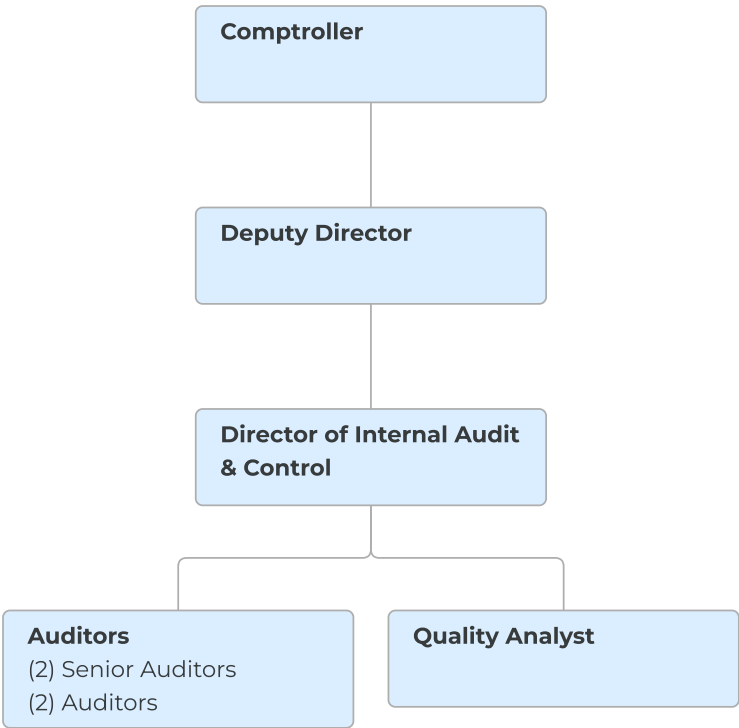 Comptroller
Deputy Director
Director of Internal Audit
& Control
Auditors
(2) Senior Auditors
(2) Auditors
Quality Analyst